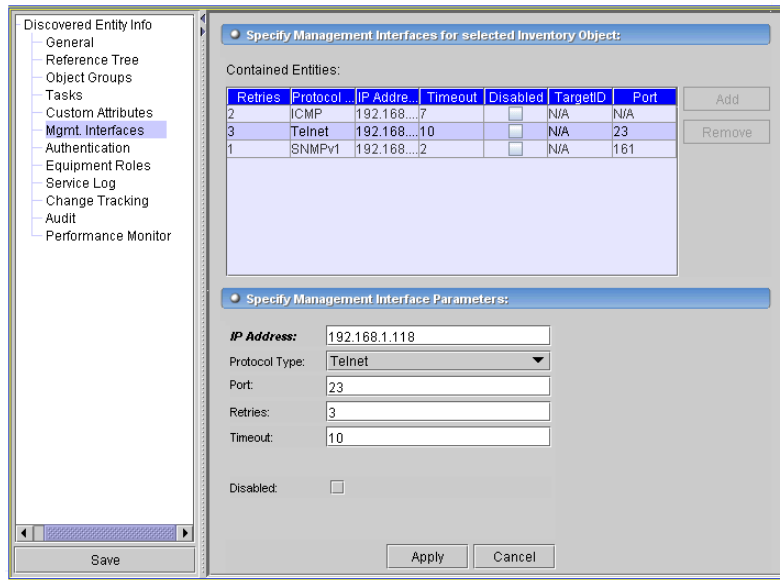 Discovered Entity Info
General
Reference Tree
Object Groups
Tasks
Custom Attributes
Mgmt. Interfaces
Authentication
Equipment Roles
Service Log
Change Tracking
Audit
Performance Monitor
Save
Specify Management Interfaces for selected Inventory Object:
Contained Entities:
Retries Protocol ... IP Addre... Timeout Disabled TargetID Port
2 ICMP 192.168.... 7 N/A N/A
3 Telnet 192.168.... 10 N/A 23
1 SNMPv1 192.168.... 2 N/A 161
Add
Remove
Specify Management Interface Parameters:
IP Address: 192.168.1.118
Protocol Type: Telnet
Port: 23
Retries: 3
Timeout: 10
Disabled:
Apply Cancel